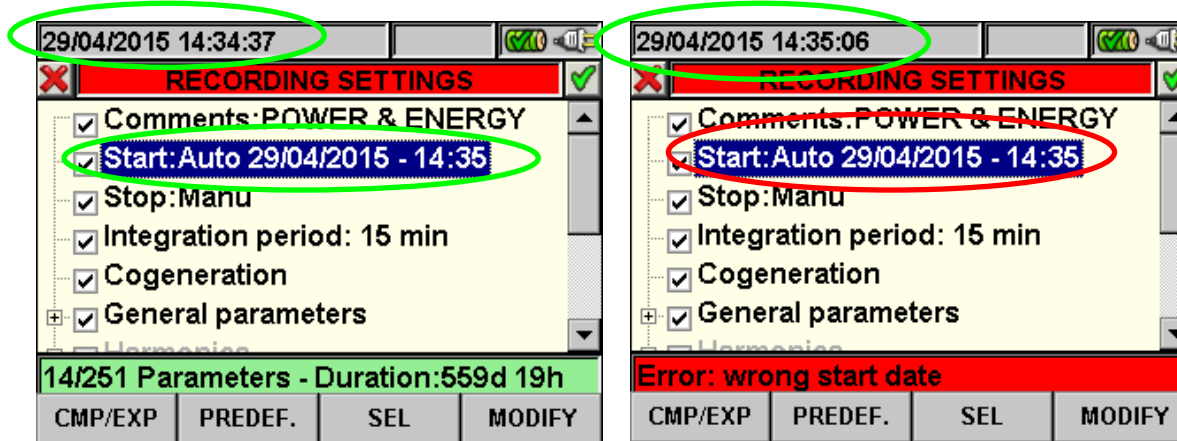 29/04/2015 14:34:37
RECORDING SETTINGS
Comments:POWER & ENERGY
Start:Auto 29/04/2015 - 14:35
Stop:Manu
Integration period: 15 min
Cogeneration
General parameters
Harmonics
14/251 Parameters - Duration:559d 19h
CMP/EXP PREDEF. SEL MODIFY
29/04/2015 14:35:06
RECORDING SETTINGS
Comments:POWER & ENERGY
Start:Auto 29/04/2015 - 14:35
Stop:Manu
Integration period: 15 min
Cogeneration
General parameters
Harmonics
Error: wrong start date
CMP/EXP PREDEF. SEL MODIFY